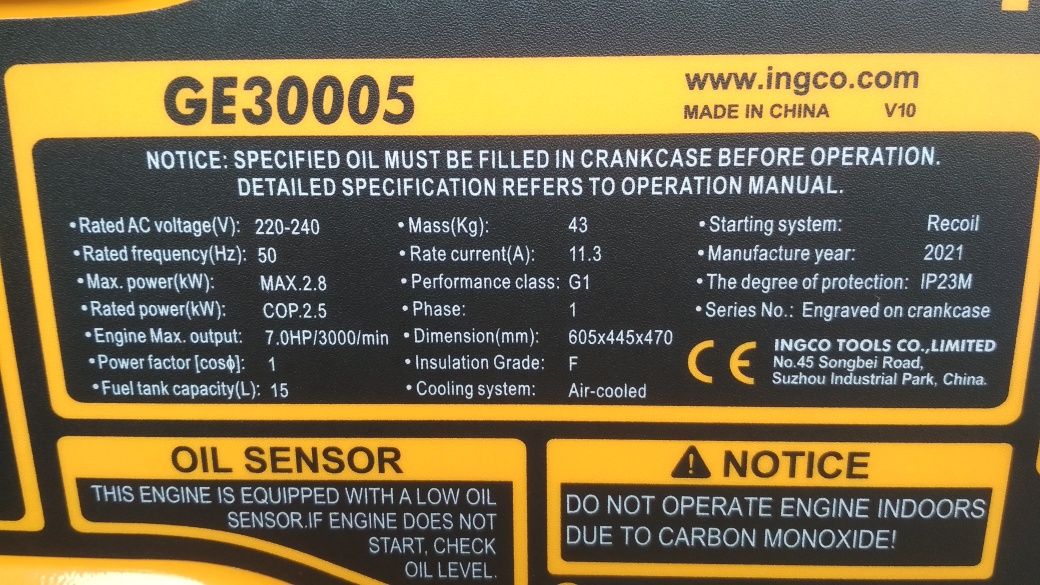 GE30005
www.ingco.com
MADE IN CHINA V10
NOTICE: SPECIFIED OIL MUST BE FILLED IN CRANKCASE BEFORE OPERATION.
DETAILED SPECIFICATION REFERS TO OPERATION MANUAL.
•Rated AC voltage(V): 220-240
•Rated frequency(Hz): 50
•Max. power(kW): MAX.2.8
•Rated power(kW): COP.2.5
•Engine Max. output: 7.0HP/3000/min
•Power factor [cosϕ]: 1
•Fuel tank capacity(L): 15
•Mass(Kg): 43
•Rate current(A): 11.3
•Performance class: G1
•Phase: 1
•Dimension(mm): 605x445x470
•Insulation Grade: F
•Cooling system: Air-cooled
•Starting system: Recoil
•Manufacture year: 2021
•The degree of protection: IP23M
•Series No.: Engraved on crankcase
CE
INGCO TOOLS CO.,LIMITED
No.45 Songbei Road,
Suzhou Industrial Park, China.
OIL SENSOR
THIS ENGINE IS EQUIPPED WITH A LOW OIL
SENSOR.IF ENGINE DOES NOT
START, CHECK
OIL LEVEL.
NOTICE
DO NOT OPERATE ENGINE INDOORS
DUE TO CARBON MONOXIDE!